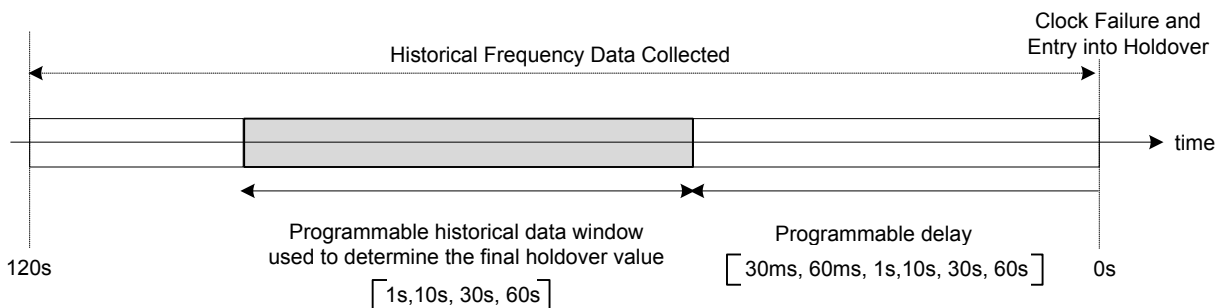 Clock Failure and
Entry into Holdover
Historical Frequency Data Collected
time
Programmable historical data window
used to determine the final holdover value
[1s,10s, 30s, 60s]
Programmable delay
[30ms, 60ms, 1s,10s, 30s, 60s]
120s
0s